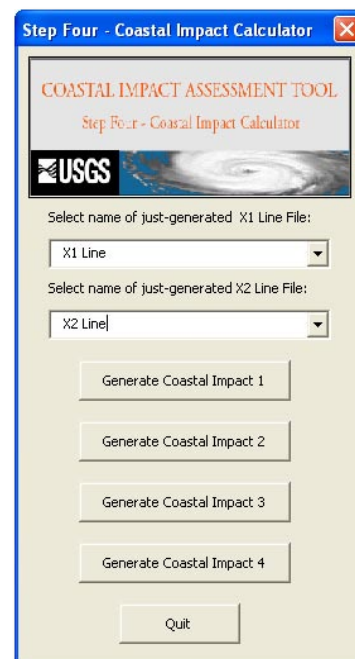 Step Four - Coastal Impact Calculator
COASTAL IMPACT ASSESSMENT TOOL
Step Four - Coastal Impact Calculator
USGS
Select name of just-generated X1 Line File:
X1 Line
Select name of just-generated X2 Line File:
X2 Line
Generate Coastal Impact 1
Generate Coastal Impact 2
Generate Coastal Impact 3
Generate Coastal Impact 4
Quit